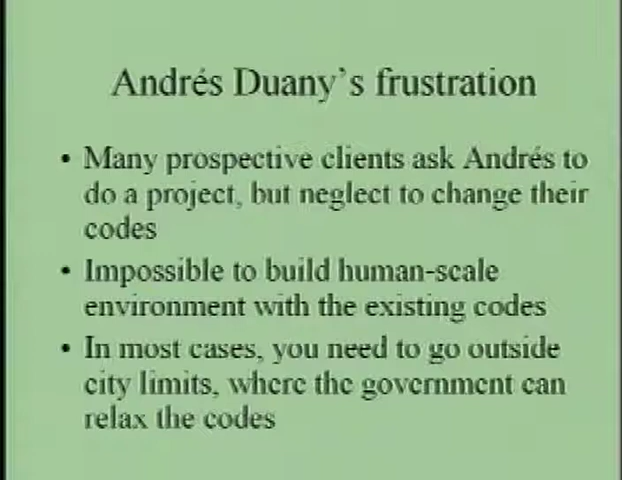 Andrés Duany's frustration
• Many prospective clients ask Andrés to
do a project, but neglect to change their
codes
• Impossible to build human-scale
environment with the existing codes
• In most cases, you need to go outside
city limits, where the government can
relax the codes